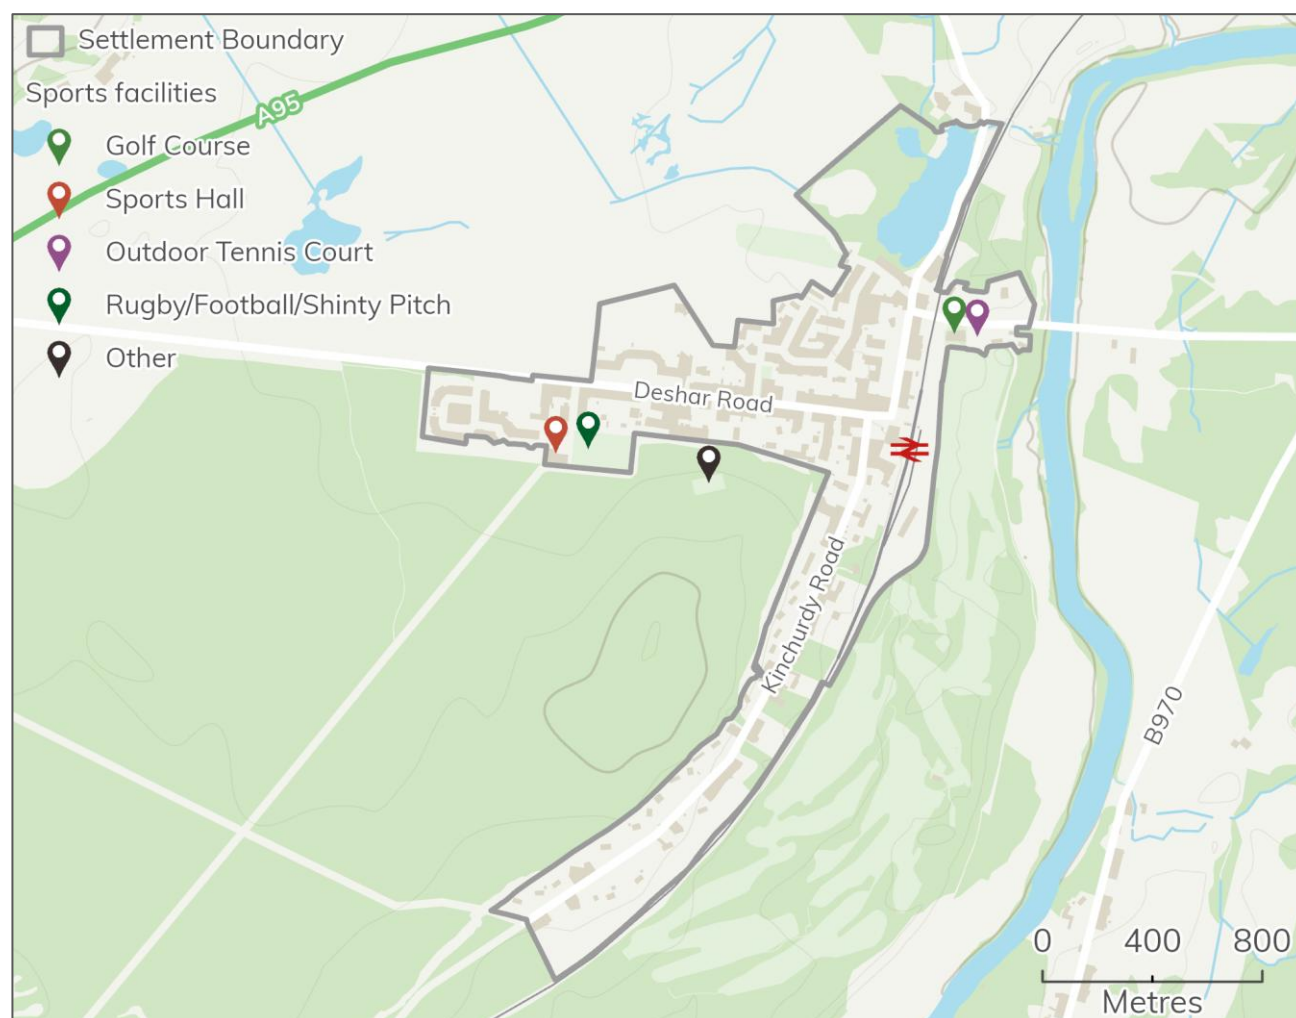 Settlement Boundary
Sports facilities
Golf Course
Sports Hall
Outdoor Tennis Court
Rugby/Football/Shinty Pitch
Other
A95
Deshar Road
Kinchurdy Road
B970
0 400 800
Metres